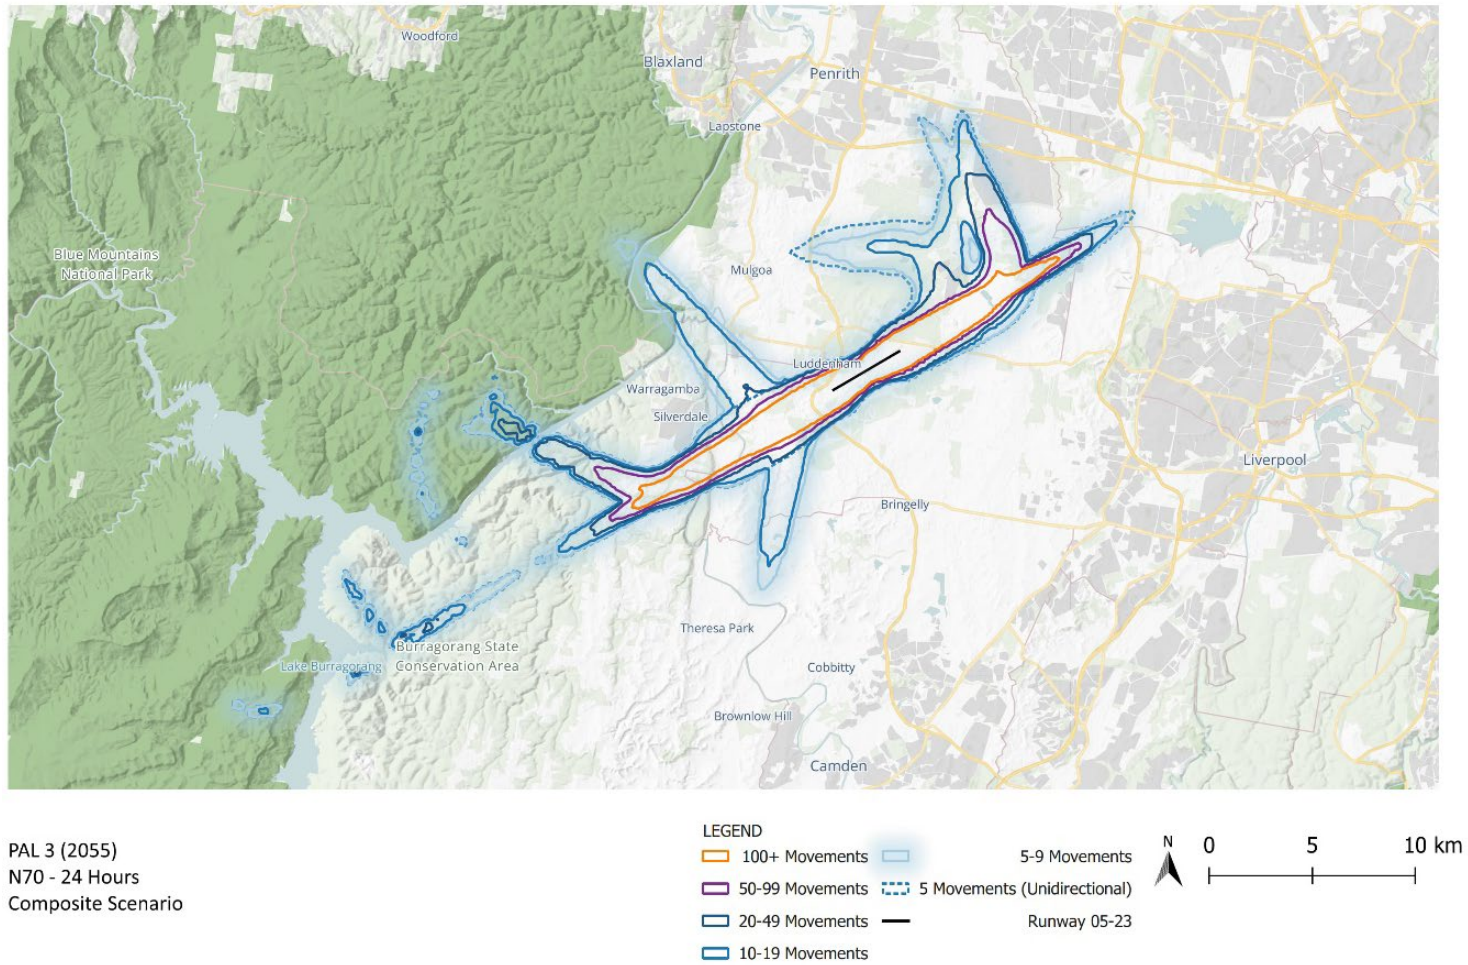 Woodford
Blaxland
Penrith
Lapstone
Blue Mountains
National Park
Mulgoa
Luddenham
Warragamba
Silverdale
Liverpool
Bringelly
Theresa Park
Burragorang State
Conservation Area
Lake Burragorang
Cobbitty
Brownlow Hill
Camden
PAL 3 (2055)
N70 - 24 Hours
Composite Scenario
LEGEND
100+ Movements
50-99 Movements
20-49 Movements
10-19 Movements
5-9 Movements
5 Movements (Unidirectional)
Runway 05-23
N
0 5 10 km